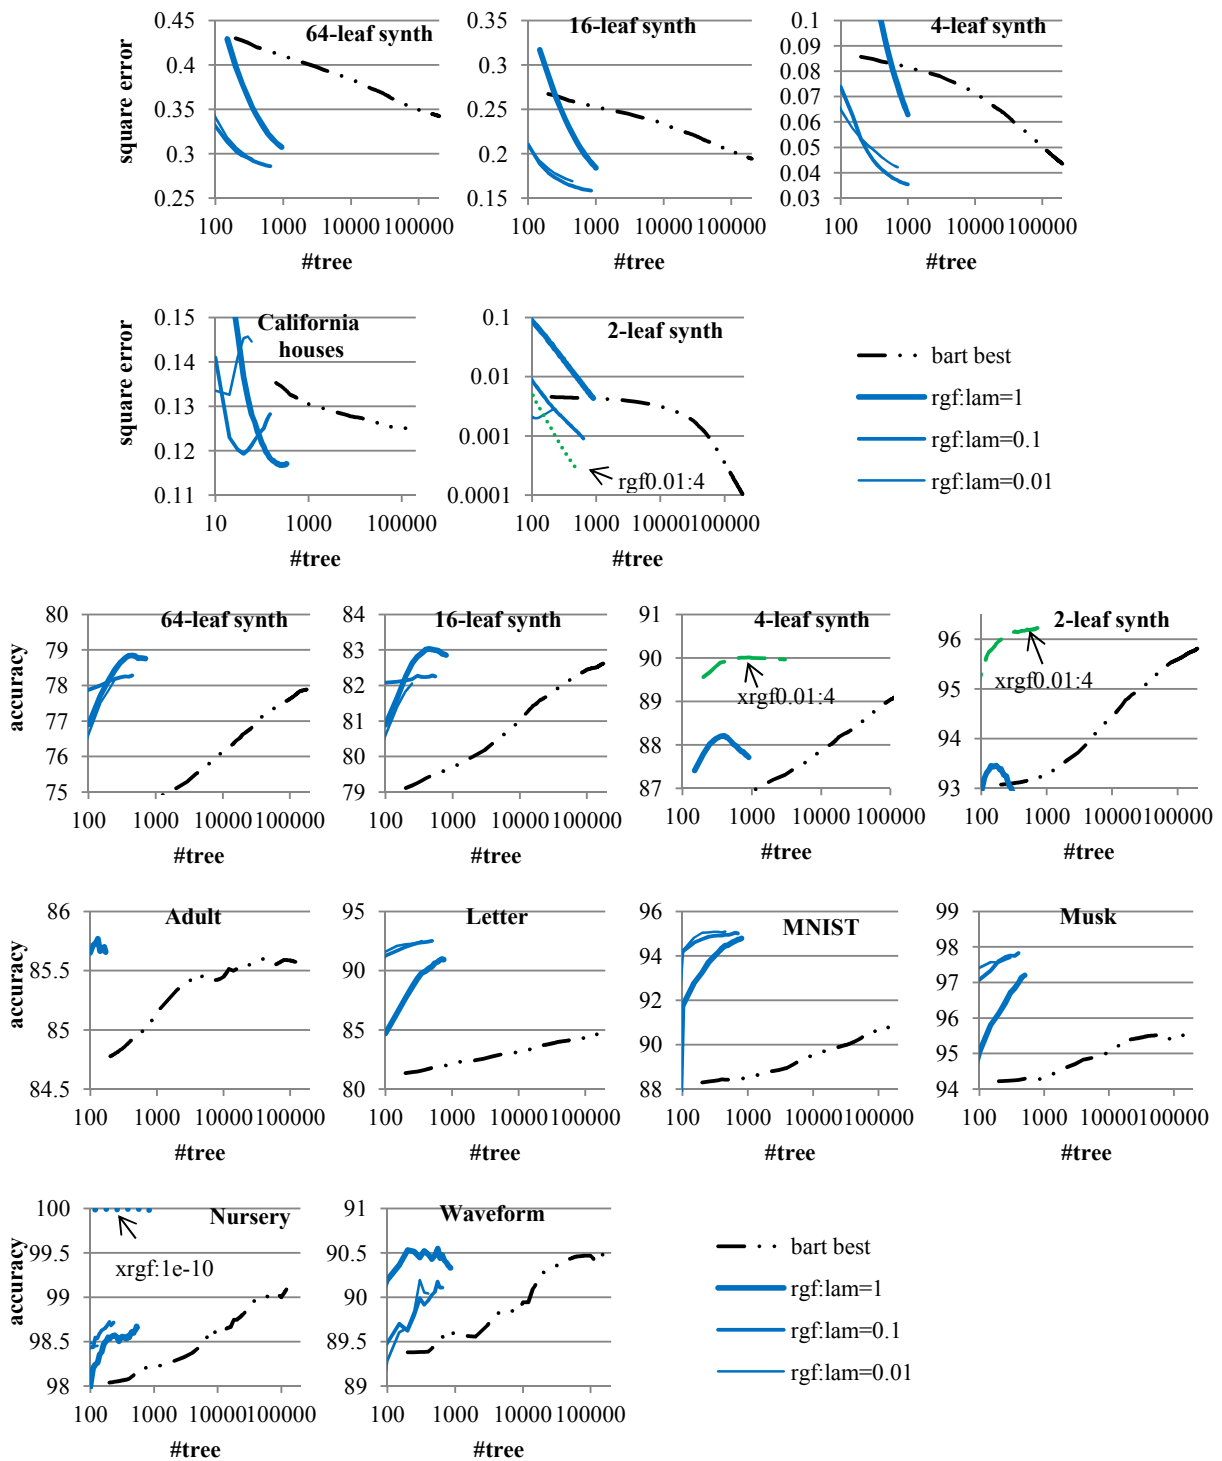 64-leaf synth
square error
0.45
0.4
0.35
0.3
0.25
100 1000 10000 100000
#tree
16-leaf synth
0.35
0.3
0.25
0.2
0.15
100 1000 10000 100000
#tree
4-leaf synth
0.1
0.09
0.08
0.07
0.06
0.05
0.04
0.03
100 1000 10000 100000
#tree
California
houses
square error
0.15
0.14
0.13
0.12
0.11
10 1000 100000
#tree
2-leaf synth
0.1
0.01
0.001
0.0001
rgf0.01:4
100 1000 10000 100000
#tree
bart best
rgf:lam=1
rgf:lam=0.1
rgf:lam=0.01
64-leaf synth
accuracy
80
79
78
77
76
75
100 1000 10000 100000
#tree
16-leaf synth
84
83
82
81
80
79
100 1000 10000 100000
#tree
4-leaf synth
91
90
89
88
87
xrgf0.01:4
100 1000 10000 100000
#tree
2-leaf synth
96
95
94
93
xrgf0.01:4
100 1000 10000 100000
#tree
Adult
accuracy
86
85.5
85
84.5
100 1000 10000 100000
#tree
Letter
95
90
85
80
100 1000 10000 100000
#tree
MNIST
96
94
92
90
88
100 1000 10000 100000
#tree
Musk
99
98
97
96
95
94
100 1000 10000 100000
#tree
Nursery
accuracy
100
99.5
99
98.5
98
xrgf:1e-10
100 1000 10000 100000
#tree
Waveform
91
90.5
90
89.5
89
100 1000 10000 100000
#tree
bart best
rgf:lam=1
rgf:lam=0.1
rgf:lam=0.01